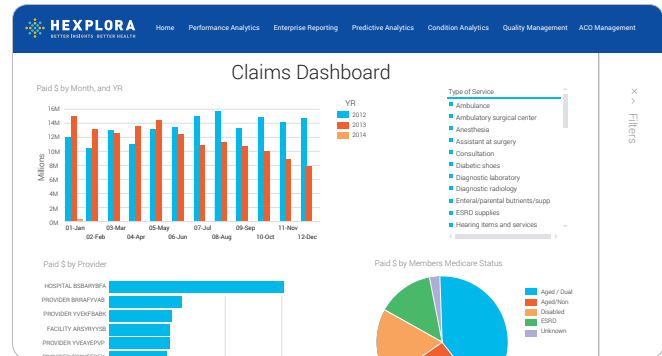 HEXPLORA
BETTER INSIGHTS · BETTER HEALTH
Home Performance Analytics Enterprise Reporting Predictive Analytics Condition Analytics Quality Management ACO Management
Claims Dashboard
Paid $ by Month, and YR
16M
14M
12M
10M
8M
6M
4M
2M
0M
Millions
01-Jan 03-Mar 05-May 07-Jul 09-Sep 11-Nov
02-Feb 04-Apr 06-Jun 08-Aug 10-Oct 12-Dec
YR
2012
2013
2014
Type of Service
Ambulance
Ambulatory surgical center
Anesthesia
Assistant at surgery
Consultation
Diabetic shoes
Diagnostic laboratory
Diagnostic radiology
Enteral/parental butrients/supp
ESRD supplies
Hearing items and services
Filters
Paid $ by Provider
HOSPITAL BSBARYBFA
PROVIDER BRRAFYVAB
PROVIDER YVEKFBABK
FACILITY ARSYRYYSB
PROVIDER YVEAYEPVP
Paid $ by Members Medicare Status
Aged / Dual
Aged/Non
Disabled
ESRD
Unknown